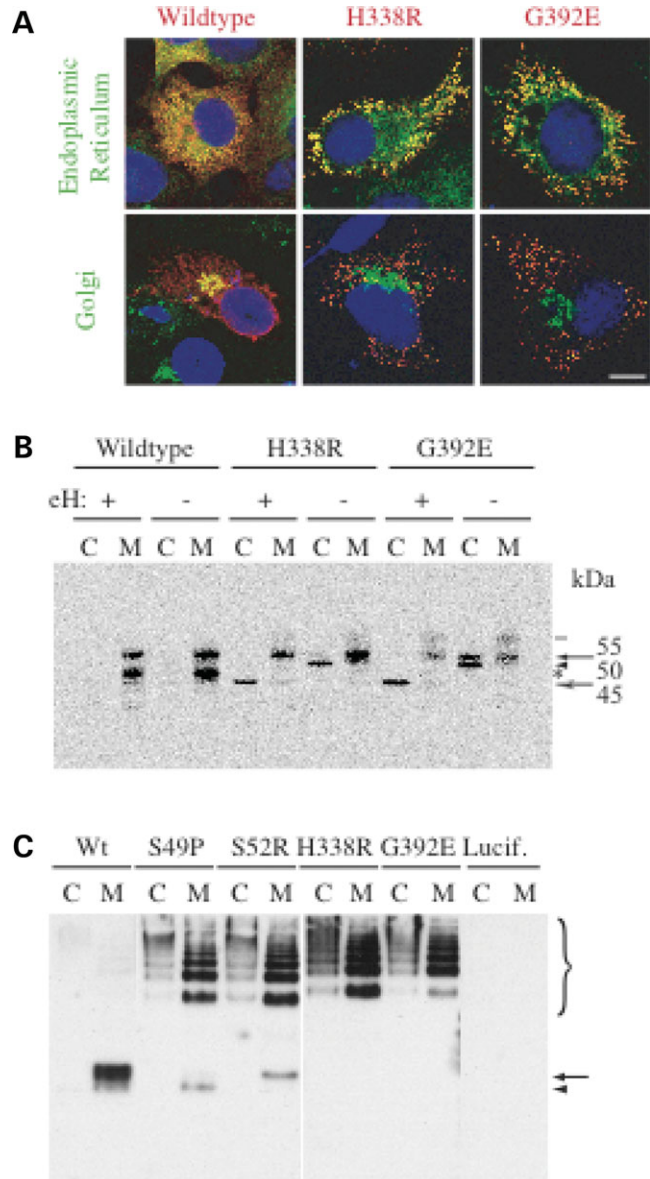 A
Wildtype H338R G392E
Endoplasmic
Reticulum
Golgi
B
Wildtype H338R G392E
eH: + - + - + -
C M C M C M C M C M C M
kDa
55
50
*
45
C
Wt S49P S52R H338R G392E Lucif.
C M C M C M C M C M C M